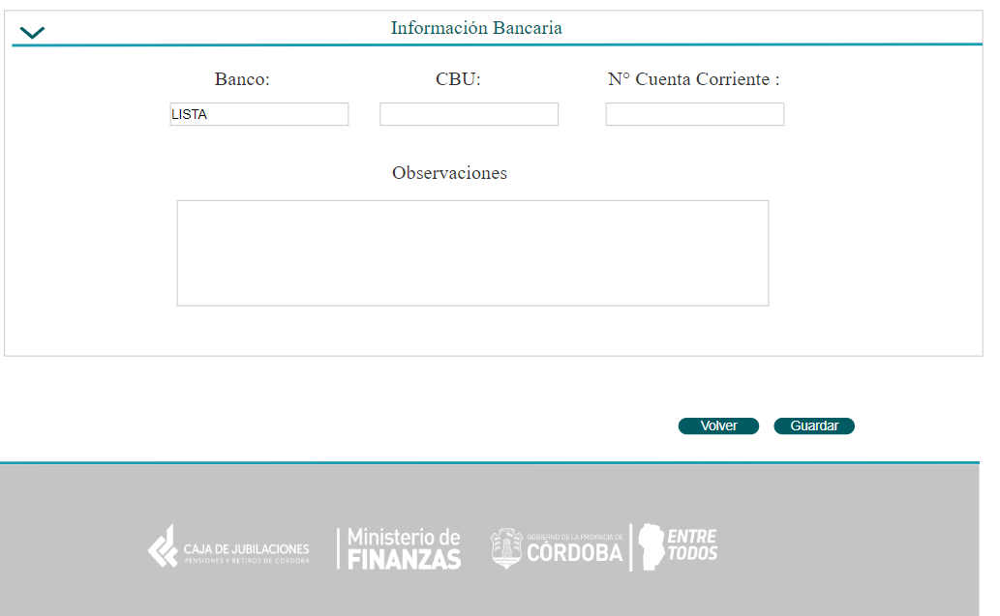 Información Bancaria
Banco: CBU: N° Cuenta Corriente :
LISTA
Observaciones
Volver Guardar
CAJA DE JUBILACIONES
PENSIONES Y RETIROS DE CORDOBA
Ministerio de
FINANZAS
GOBIERNO DE LA PROVINCIA DE
CÓRDOBA
ENTRE
TODOS